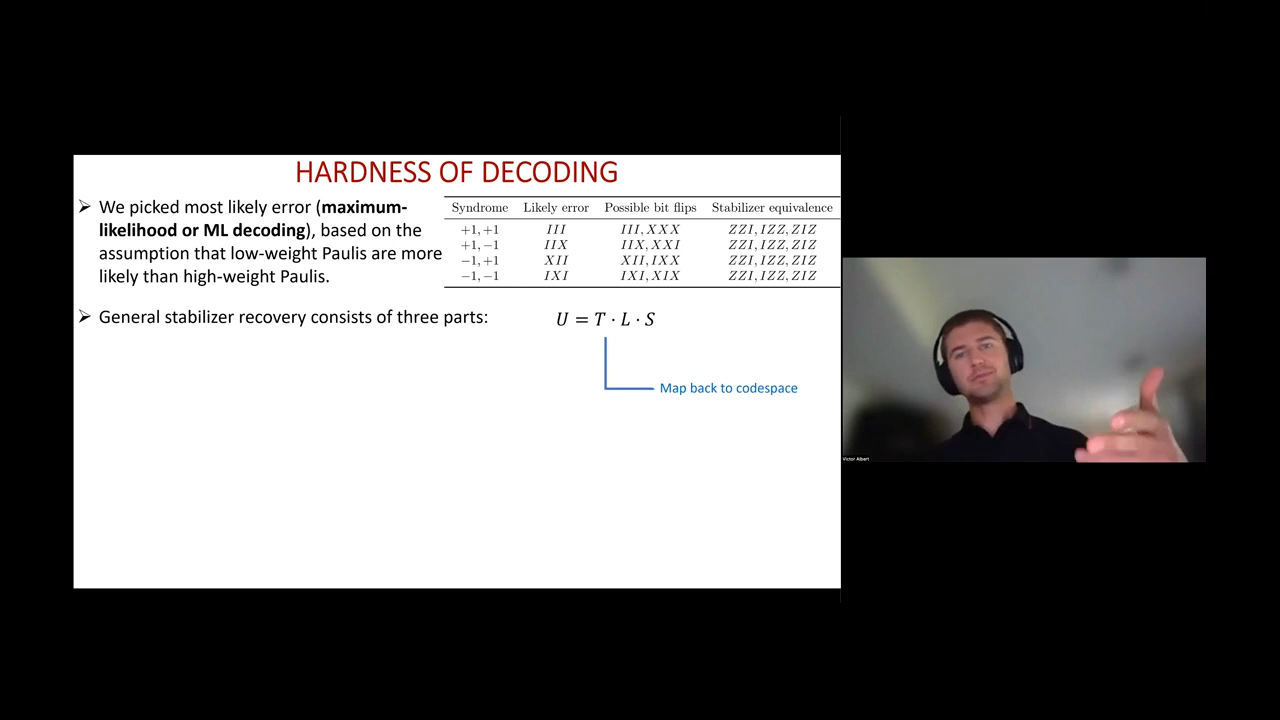 HARDNESS OF DECODING
➢ We picked most likely error (maximum-
likelihood or ML decoding), based on the
assumption that low-weight Paulis are more
likely than high-weight Paulis.
Syndrome Likely error Possible bit flips Stabilizer equivalence
+1, +1 III III, XXX ZZI, IZZ, ZIZ
+1, −1 IIX IIX, XXI ZZI, IZZ, ZIZ
−1, +1 XII XII, IXX ZZI, IZZ, ZIZ
−1, −1 IXI IXI, XIX ZZI, IZZ, ZIZ
➢ General stabilizer recovery consists of three parts: U = T · L · S
Map back to codespace
Victor Albert